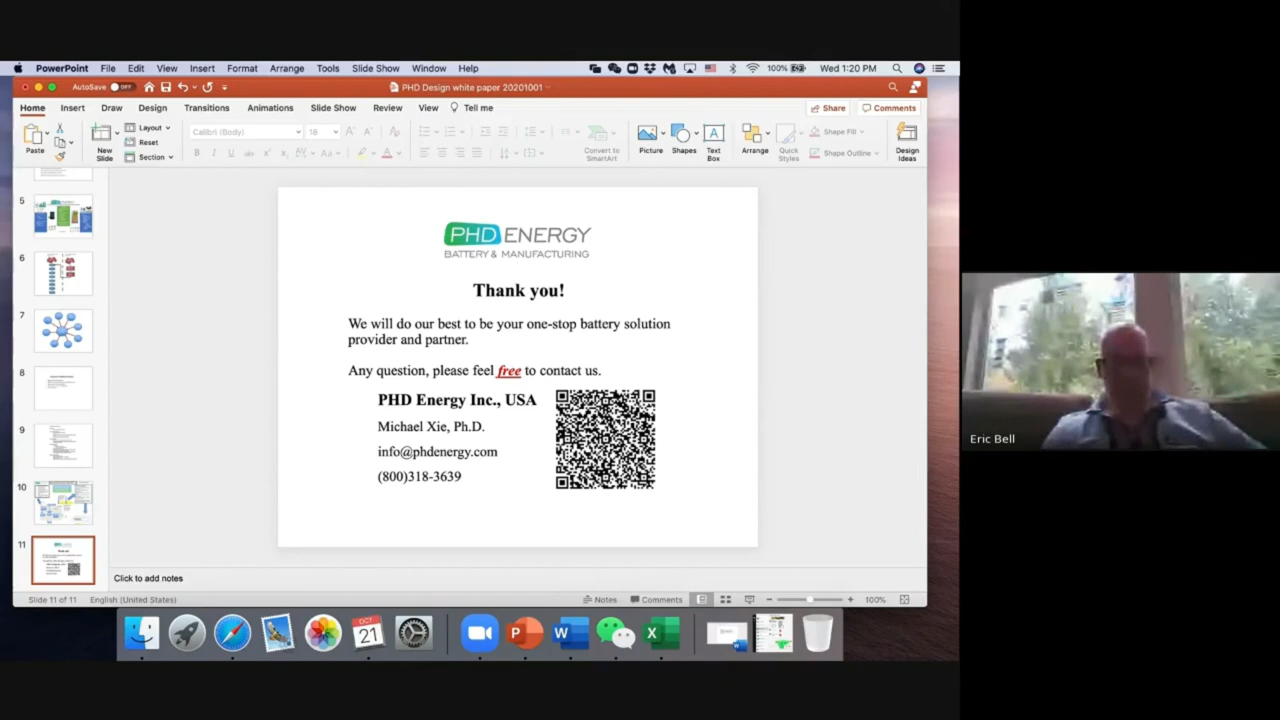 PowerPoint File Edit View Insert Format Arrange Tools Slide Show Window Help 100% Wed 1:20 PM
AutoSave OFF PHD Design white paper 20201001
Home Insert Draw Design Transitions Animations Slide Show Review View Tell me Share Comments
Paste
New Slide
Layout
Reset
Section
Calibri (Body) 18
Convert to SmartArt
Picture
Shapes
Text Box
Arrange
Quick Styles
Shape Fill
Shape Outline
Design Ideas
5
6
7
8
9
10
11
PHD ENERGY
BATTERY & MANUFACTURING
Thank you!
We will do our best to be your one-stop battery solution
provider and partner.
Any question, please feel free to contact us.
PHD Energy Inc., USA
Michael Xie, Ph.D.
info@phdenergy.com
(800)318-3639
Click to add notes
Slide 11 of 11 English (United States) Notes Comments 100%
OCT
21
Eric Bell